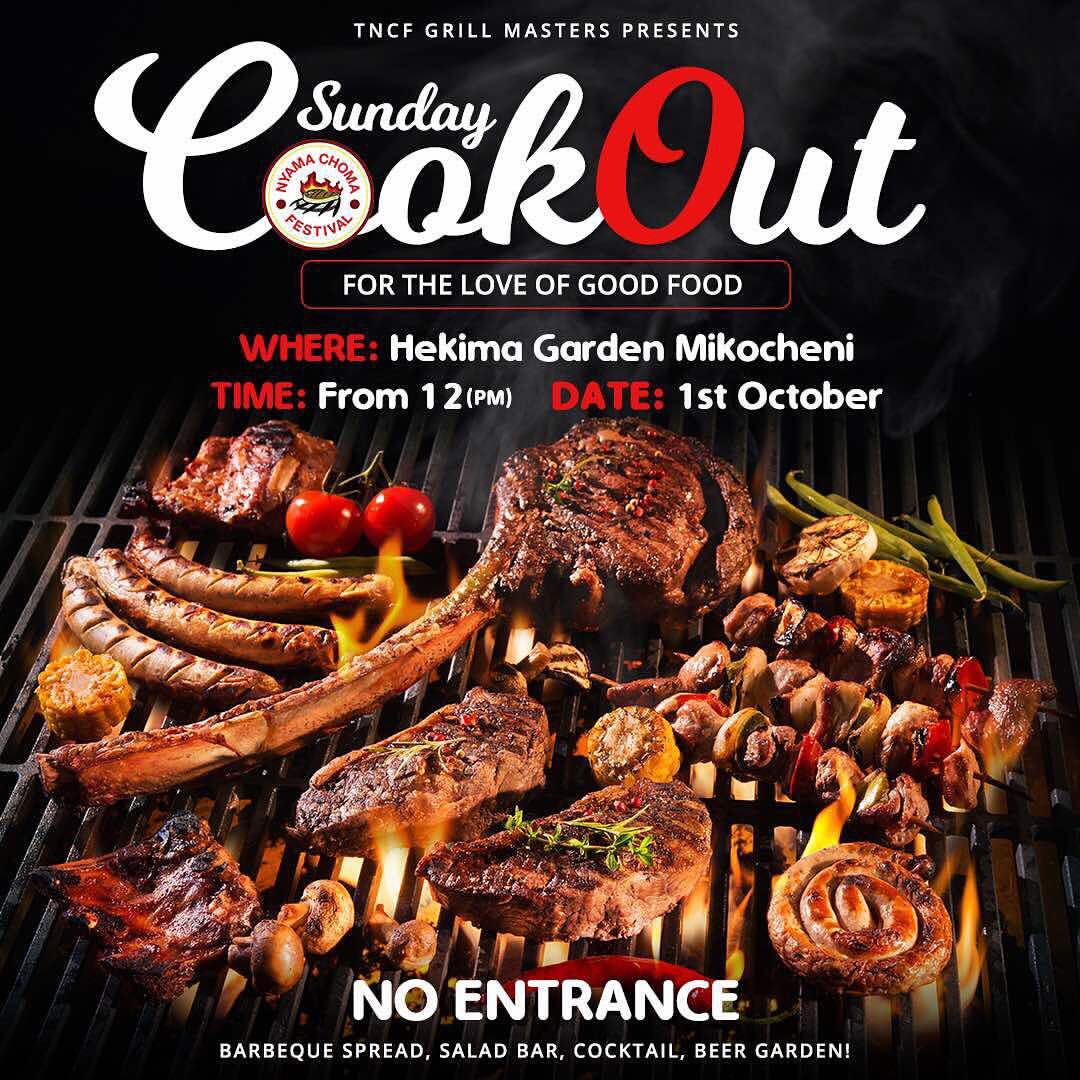 TNCF GRILL MASTERS PRESENTS
Sunday
CookOut
NYAMA CHOMA
FESTIVAL
FOR THE LOVE OF GOOD FOOD
WHERE: Hekima Garden Mikocheni
TIME: From 12(PM) DATE: 1st October
NO ENTRANCE
BARBEQUE SPREAD, SALAD BAR, COCKTAIL, BEER GARDEN!